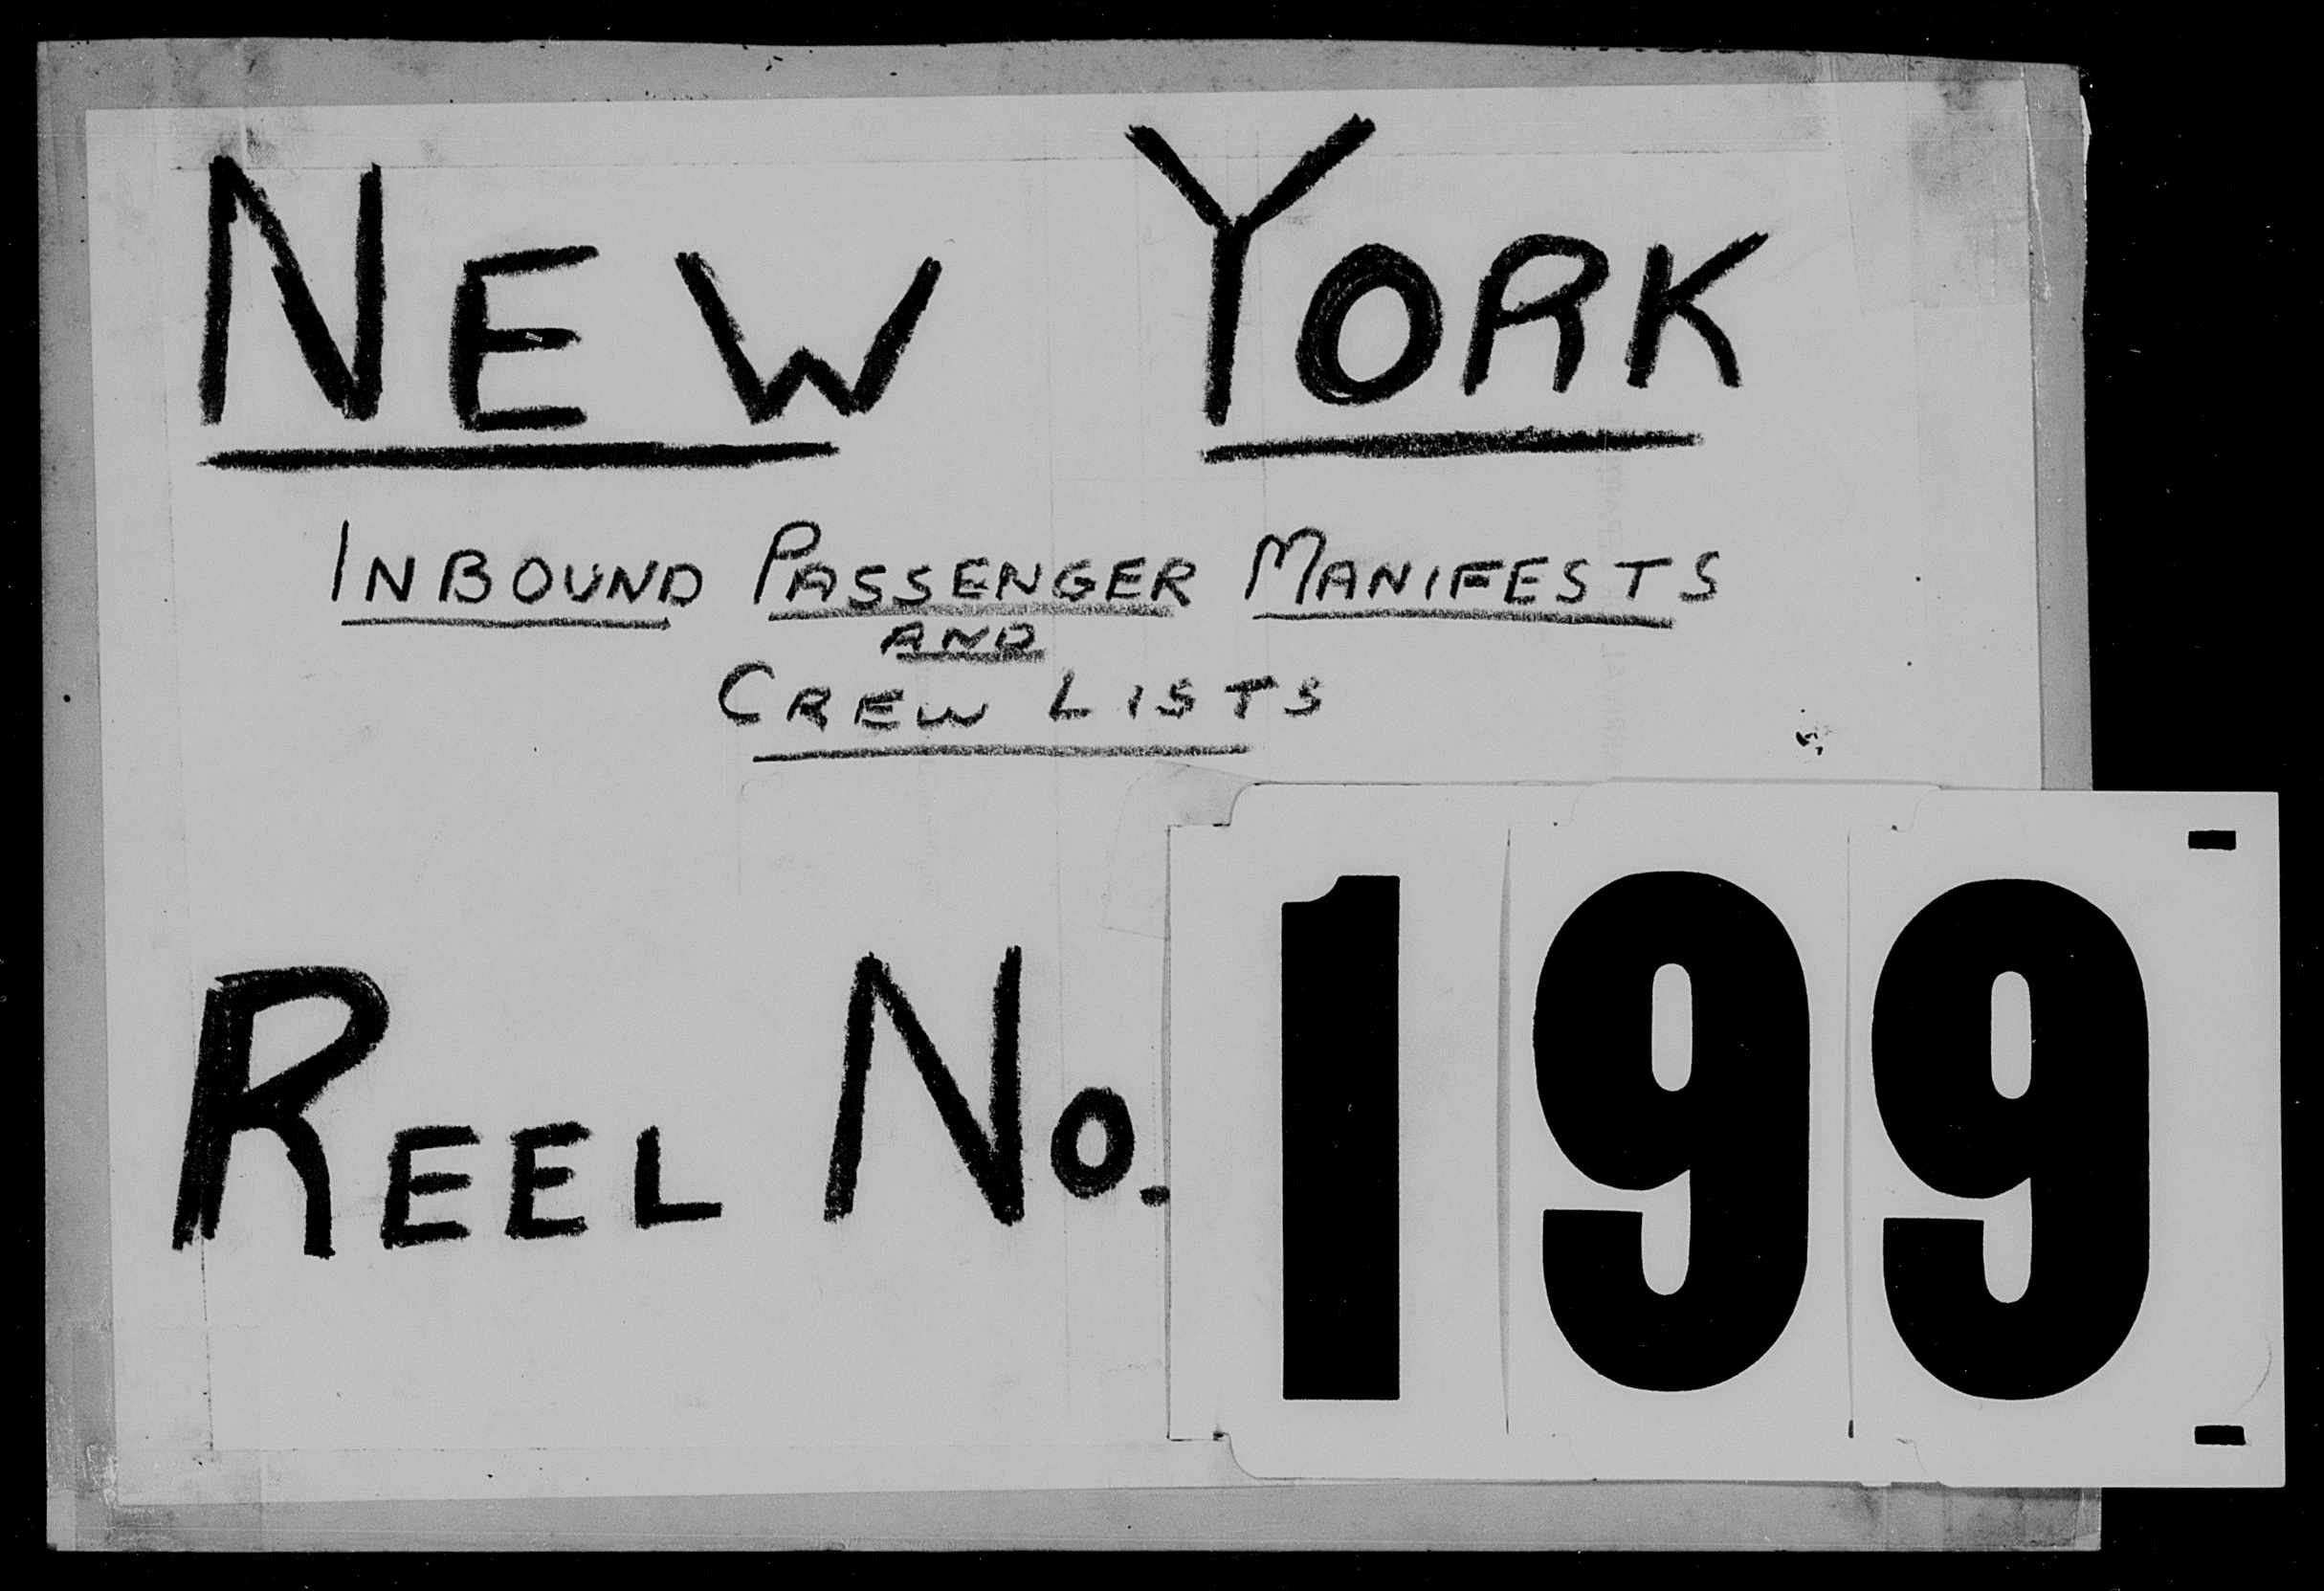 NEW YORK
INBOUND PASSENGER MANIFESTS
AND
CREW LISTS
REEL NO. 199